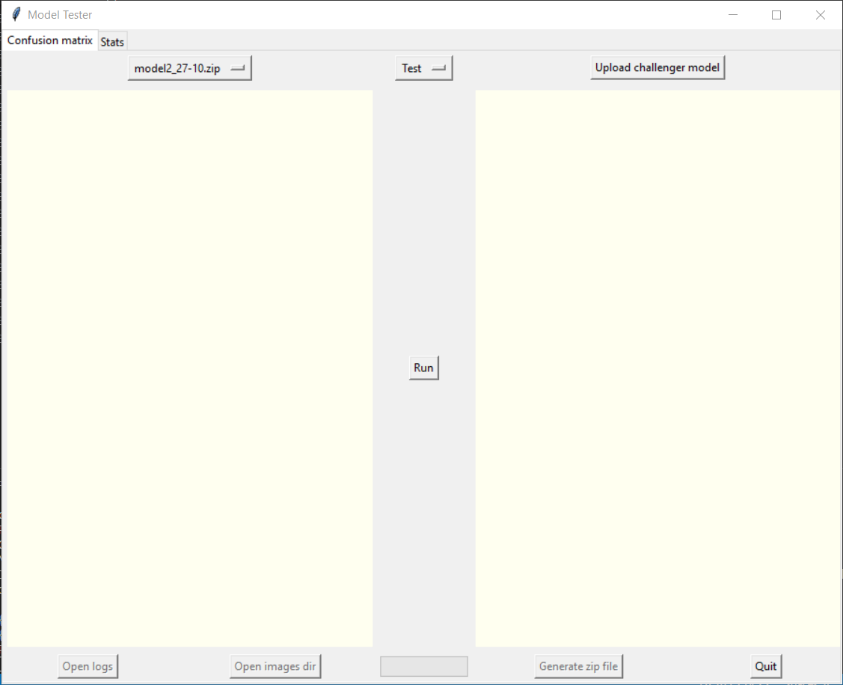 Model Tester
Confusion matrix Stats
model2_27-10.zip Test Upload challenger model
Run
Open logs Open images dir Generate zip file Quit